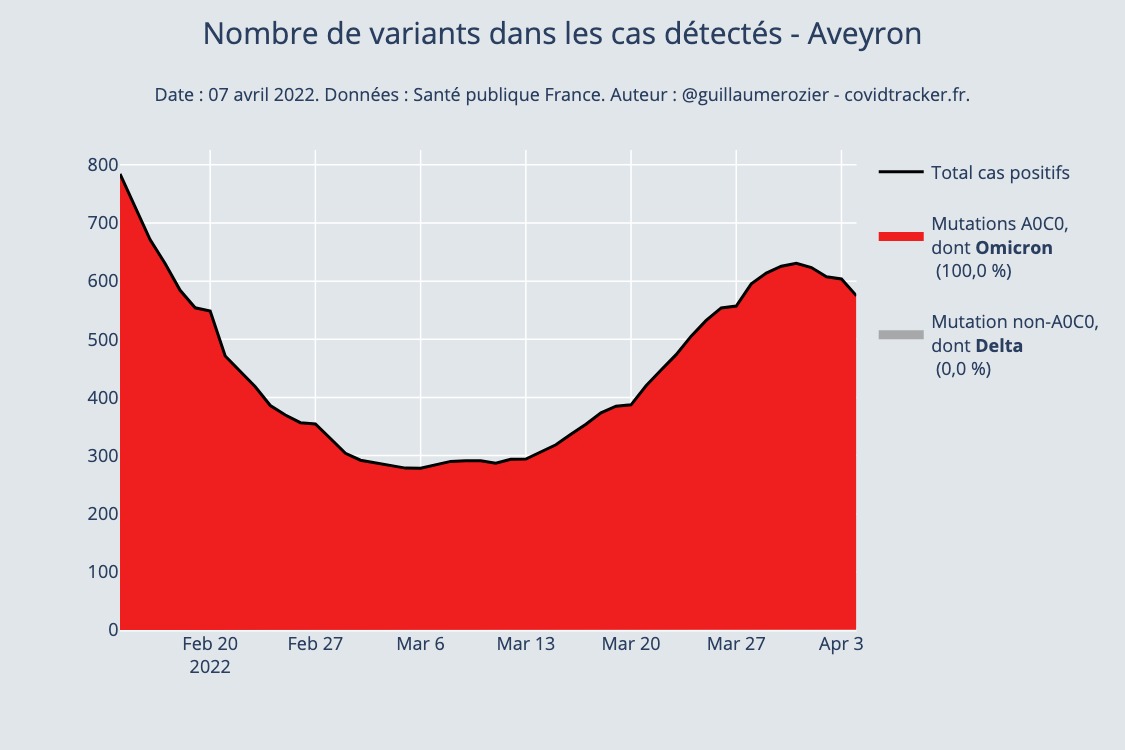 Nombre de variants dans les cas détectés - Aveyron
Date : 07 avril 2022. Données : Santé publique France. Auteur : @guillaumerozier - covidtracker.fr.
800
700
600
500
400
300
200
100
0
Feb 20
2022
Feb 27
Mar 6
Mar 13
Mar 20
Mar 27
Apr 3
Total cas positifs
Mutations A0C0,
dont Omicron
(100,0 %)
Mutation non-A0C0,
dont Delta
(0,0 %)